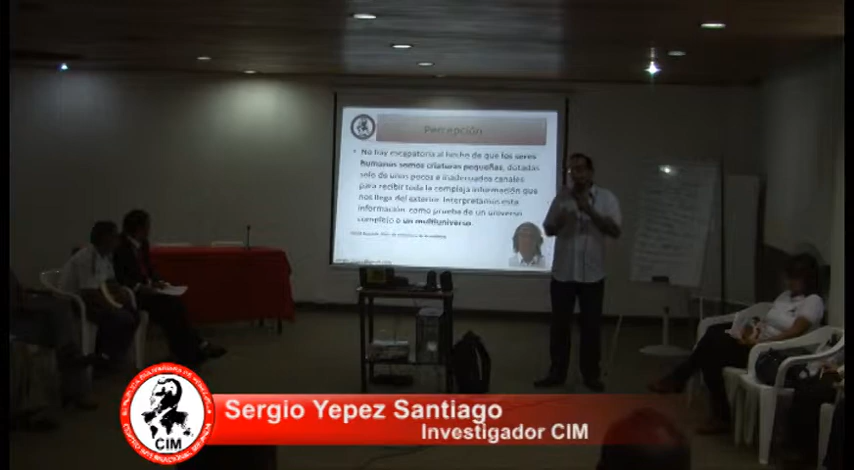 Percepción
• No hay escapatoria al hecho de que los seres
humanos somos criaturas pequeñas, dotadas
solo de unos pocos e inadecuados canales
para recibir toda la compleja información que
nos llega del exterior. Interpretamos esta
información como prueba de un universo
complejo o un multiuniverso.
Sergio Yepez Santiago
Investigador CIM
CIM